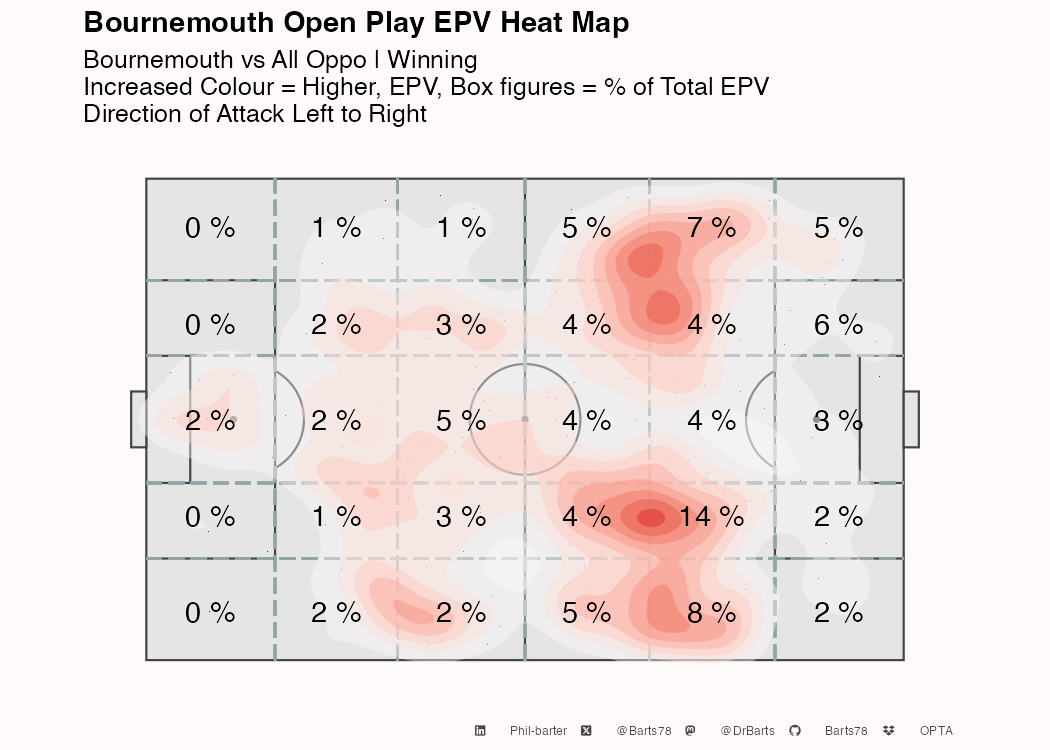 Bournemouth Open Play EPV Heat Map
Bournemouth vs All Oppo | Winning
Increased Colour = Higher, EPV, Box figures = % of Total EPV
Direction of Attack Left to Right
0 % 1 % 1 % 5 % 7 % 5 %
0 % 2 % 3 % 4 % 4 % 6 %
2 % 2 % 5 % 4 % 4 % 3 %
0 % 1 % 3 % 4 % 14 % 2 %
0 % 2 % 2 % 5 % 8 % 2 %
Phil-barter @Barts78 @DrBarts Barts78 OPTA